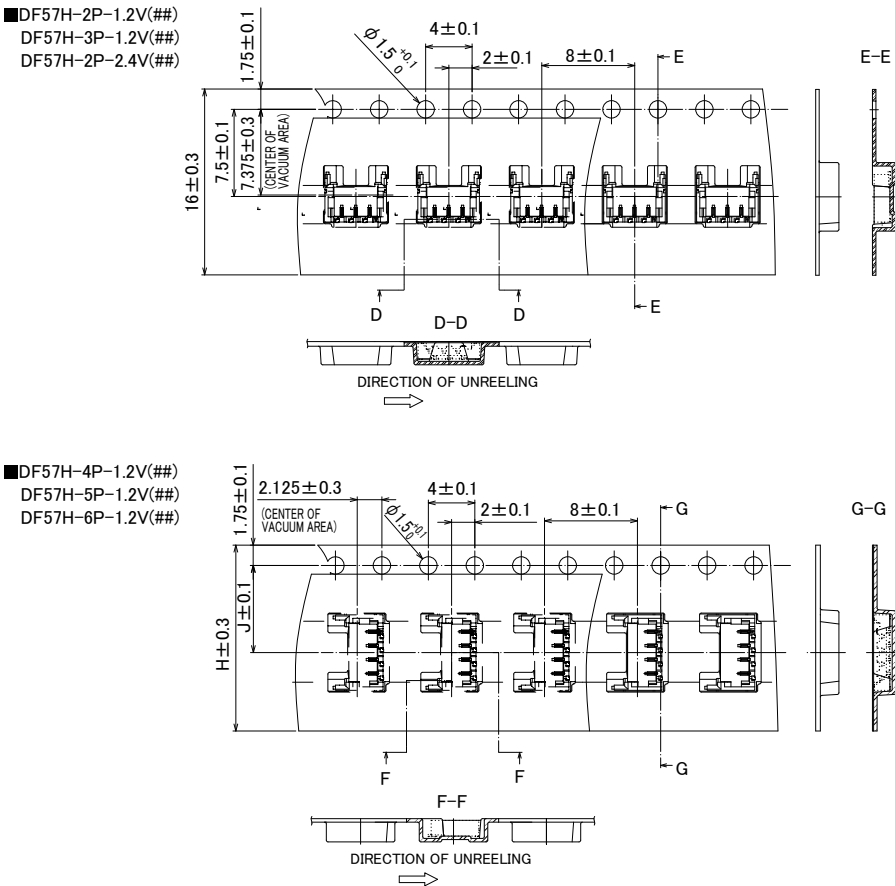 ■DF57H-2P-1.2V(##)
DF57H-3P-1.2V(##)
DF57H-2P-2.4V(##)
1.75±0.1
φ1.5 +0.1 0
4±0.1
2±0.1
8±0.1
E
E-E
16±0.3
7.5±0.1
7.375±0.3
(CENTER OF
VACUUM AREA)
E
D
D
D-D
DIRECTION OF UNREELING
■DF57H-4P-1.2V(##)
DF57H-5P-1.2V(##)
DF57H-6P-1.2V(##)
1.75±0.1
2.125±0.3
(CENTER OF
VACUUM AREA)
φ1.5 +0.1 0
4±0.1
2±0.1
8±0.1
G
G-G
H±0.3
J±0.1
F
F
G
F-F
DIRECTION OF UNREELING